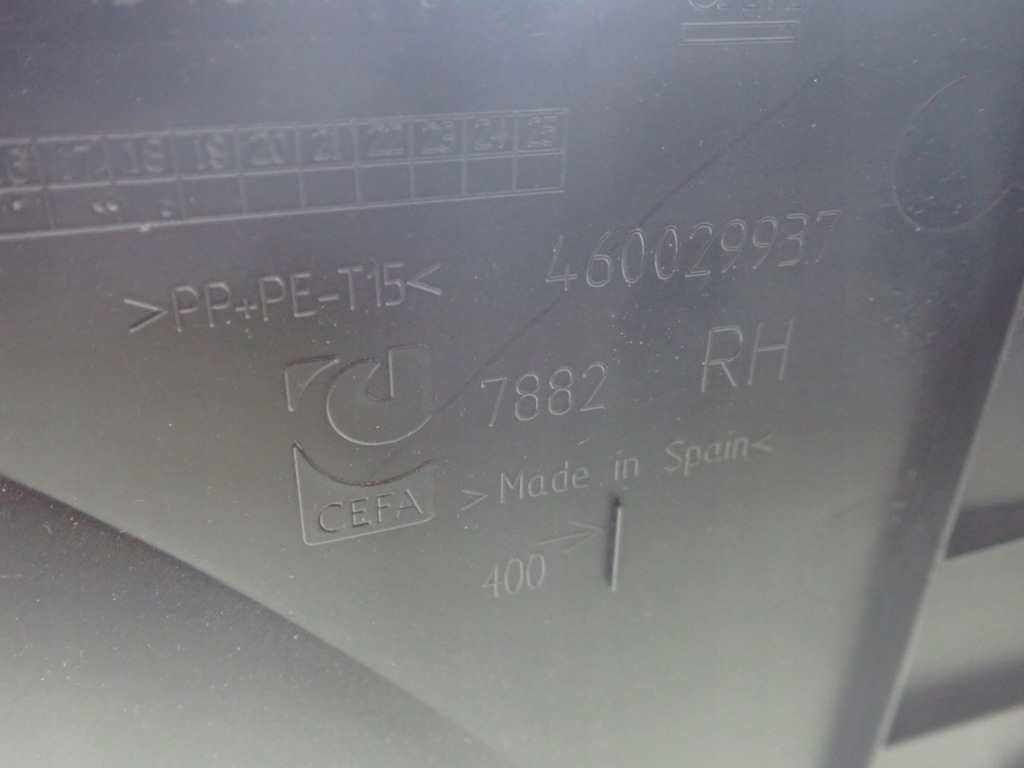 17 18 19 20 21 22 23 24 25
460029937
>PP+PE-T15<
RH
7882
CEFA
>Made in Spain<
400